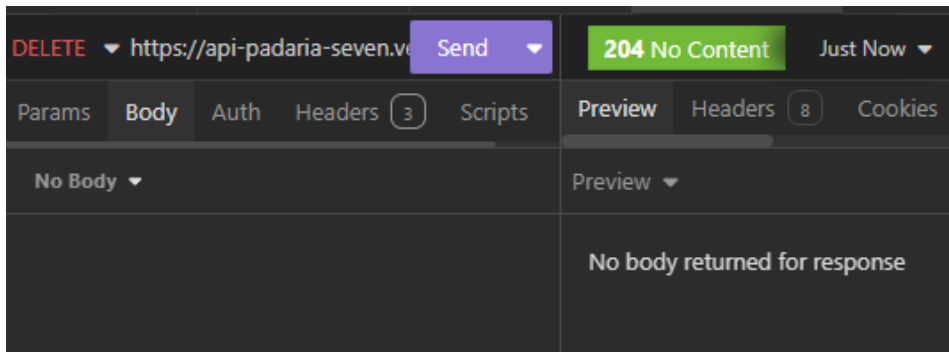 DELETE https://api-padaria-seven.ve Send 204 No Content Just Now
Params Body Auth Headers 3 Scripts Preview Headers 8 Cookies
No Body Preview
No body returned for response